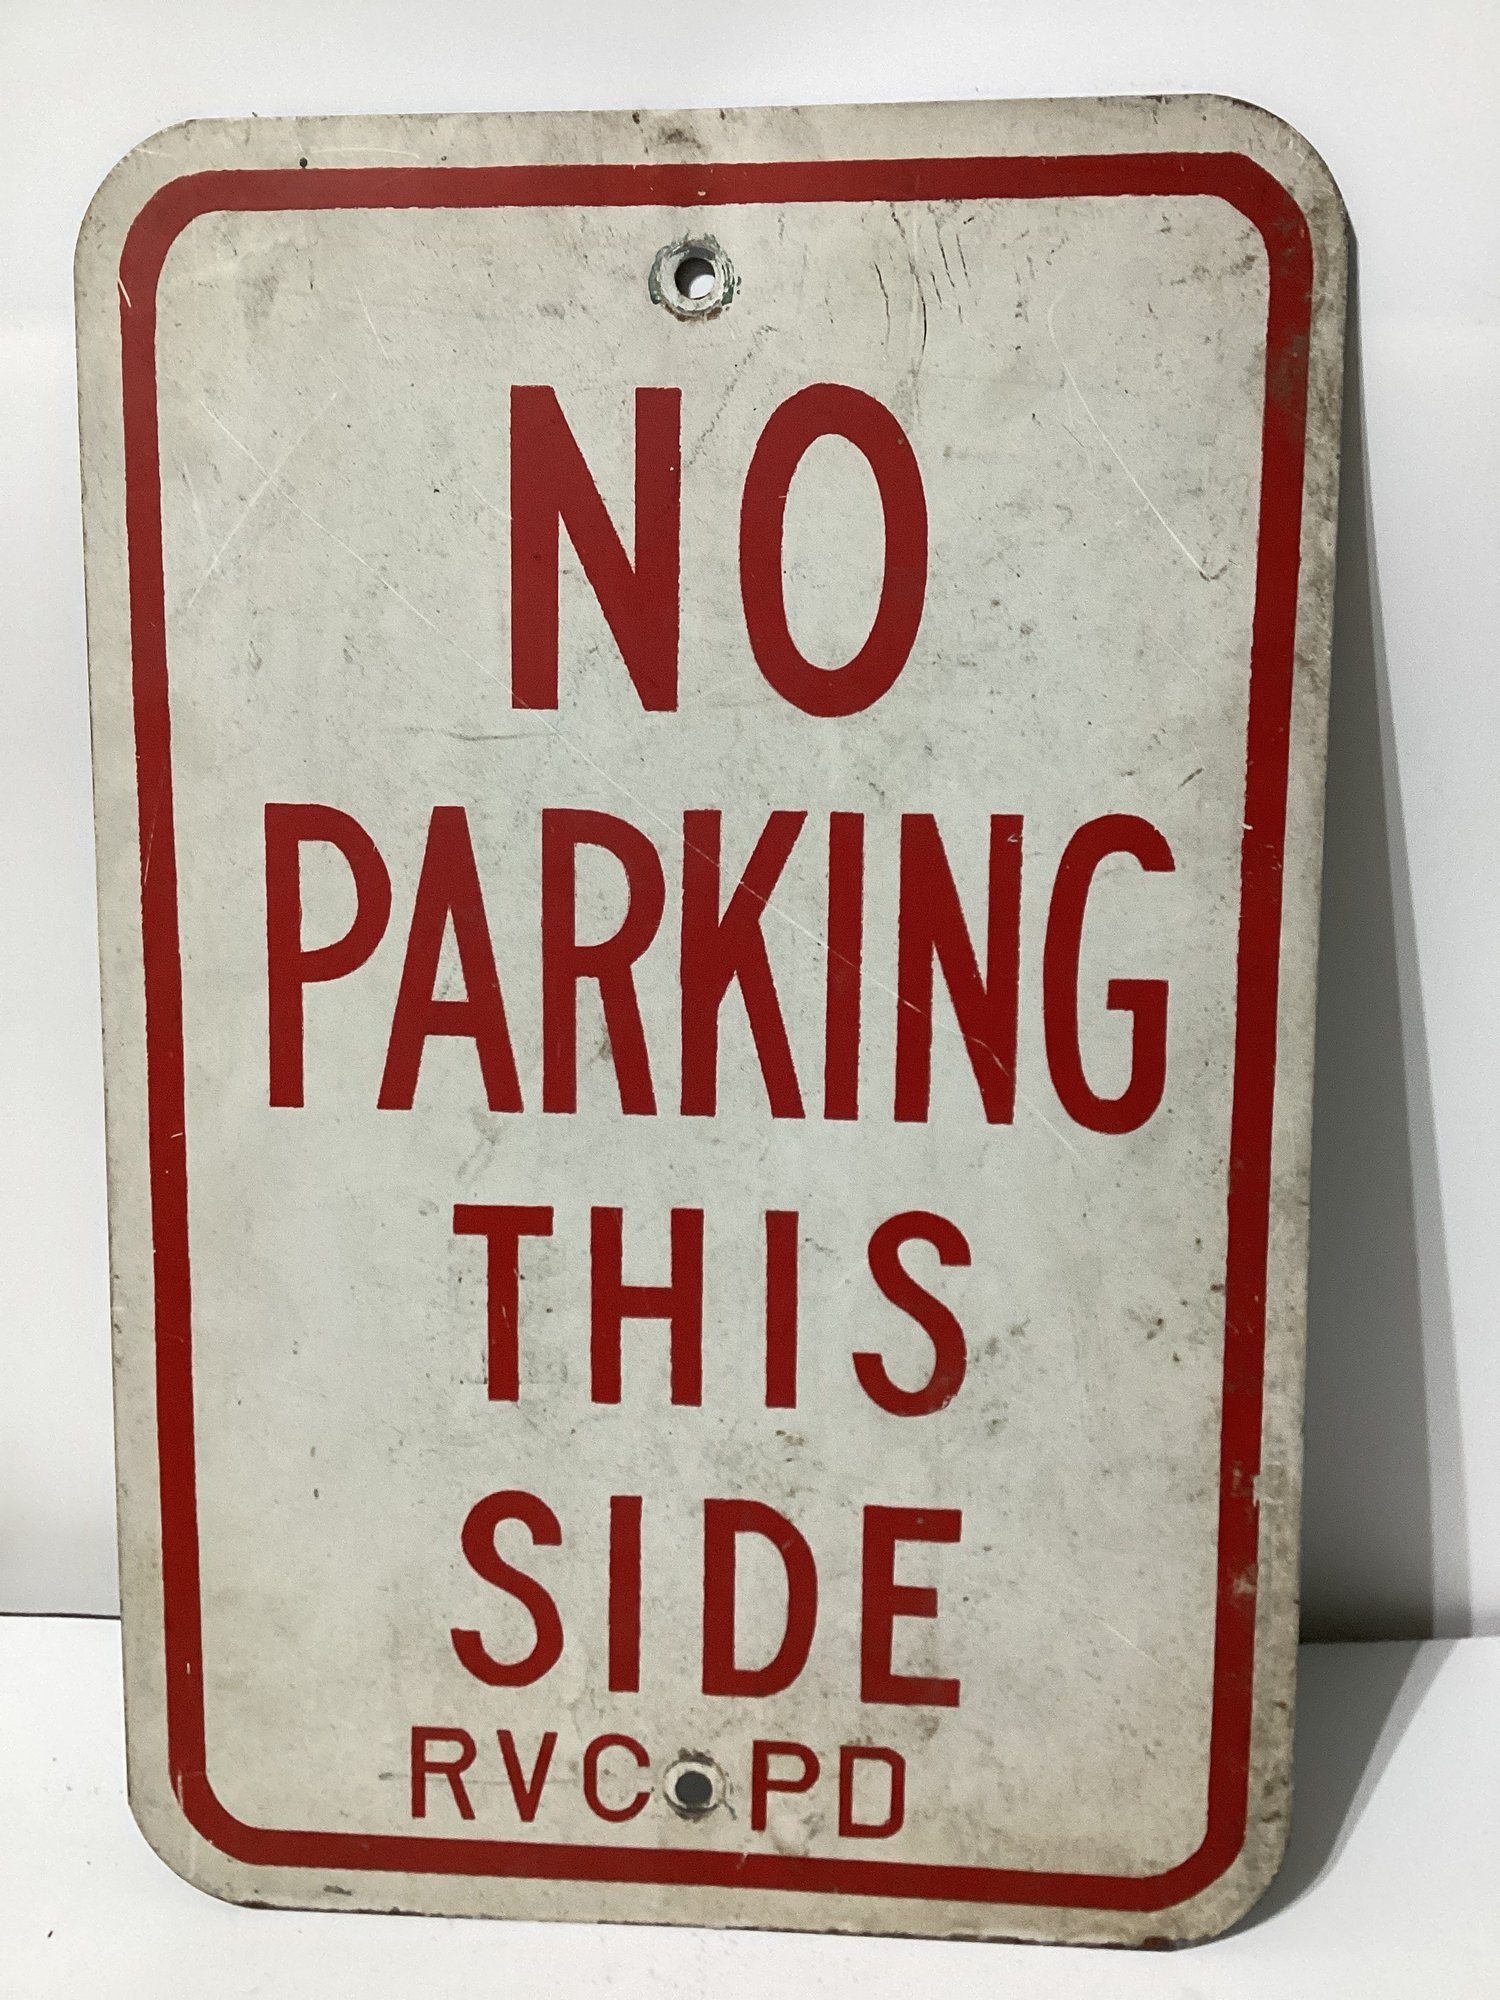 NO
PARKING
THIS
SIDE
RVC PD